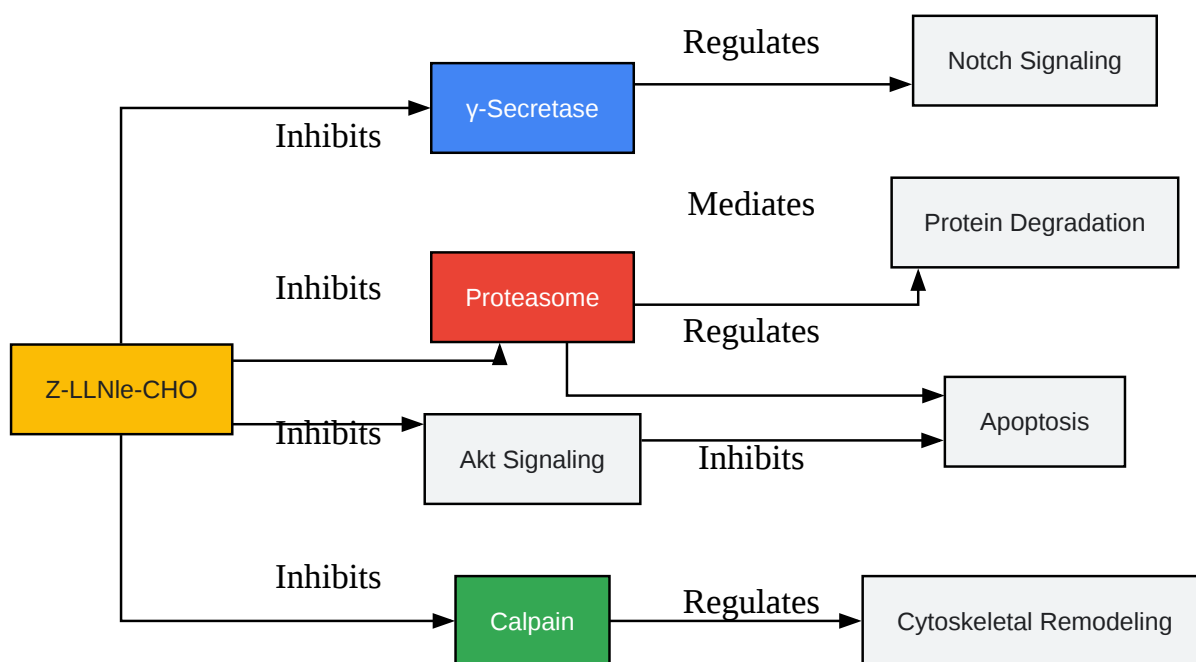 Regulates
Notch Signaling
γ-Secretase
Inhibits
Mediates
Protein Degradation
Inhibits
Proteasome
Regulates
Z-LLNle-CHO
Inhibits
Akt Signaling
Inhibits
Apoptosis
Inhibits
Calpain
Regulates
Cytoskeletal Remodeling